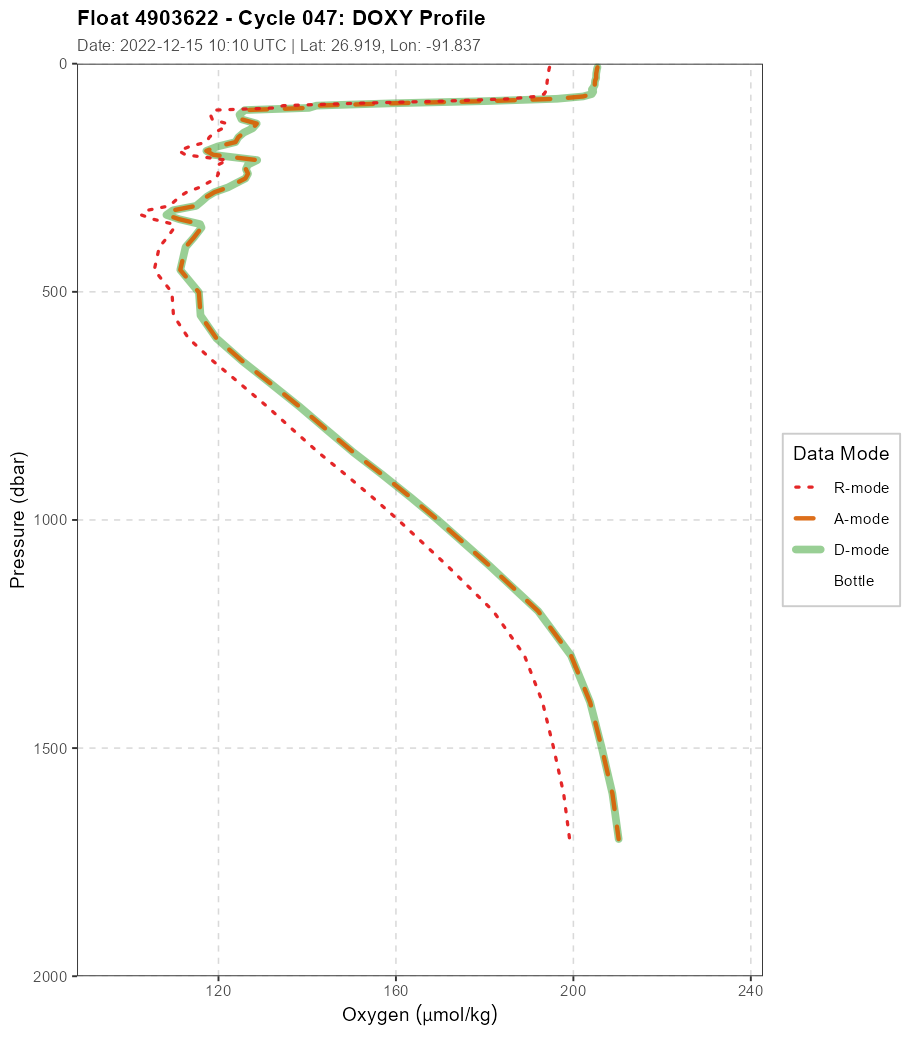 Float 4903622 - Cycle 047: DOXY Profile
Date: 2022-12-15 10:10 UTC | Lat: 26.919, Lon: -91.837
0
500
1000
1500
2000
Pressure (dbar)
120
160
200
240
Oxygen (µmol/kg)
Data Mode
R-mode
A-mode
D-mode
Bottle